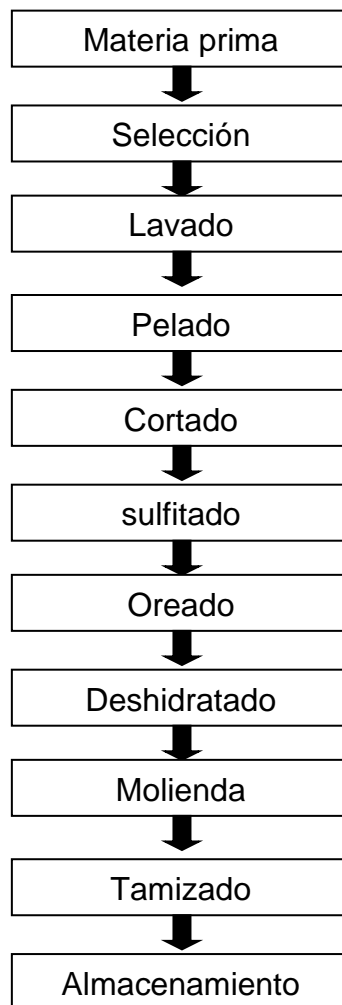 Materia prima
Selección
Lavado
Pelado
Cortado
sulfitado
Oreado
Deshidratado
Molienda
Tamizado
Almacenamiento